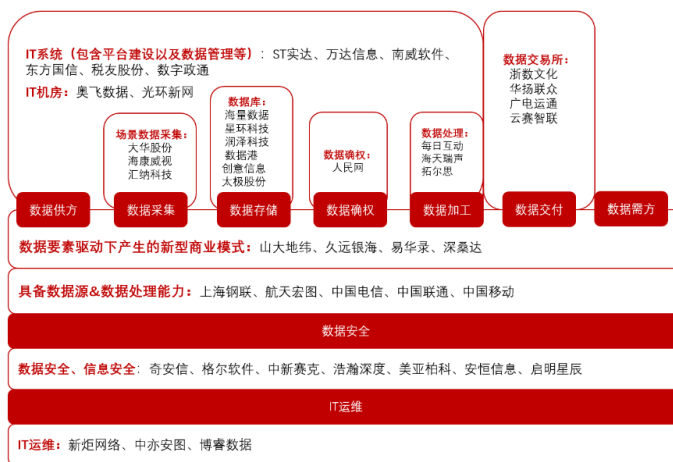 IT系统（包含平台建设以及数据管理等）：ST实达、万达信息、南威软件、
东方国信、税友股份、数字政通
IT机房：奥飞数据、光环新网
场景数据采集：
大华股份
海康威视
汇纳科技
数据库：
海量数据
星环科技
润泽科技
数据港
创意信息
太极股份
数据确权：
人民网
数据处理：
每日互动
海天瑞声
拓尔思
数据交易所：
浙数文化
华扬联众
广电运通
云赛智联
数据供方
数据采集
数据存储
数据确权
数据加工
数据交付
数据需方
数据要素驱动下产生的新型商业模式：山大地纬、久远银海、易华录、深桑达
具备数据源&数据处理能力：上海钢联、航天宏图、中国电信、中国联通、中国移动
数据安全
数据安全、信息安全：奇安信、格尔软件、中新赛克、浩瀚深度、美亚柏科、安恒信息、启明星辰
IT运维
IT运维：新炬网络、中亦安图、博睿数据